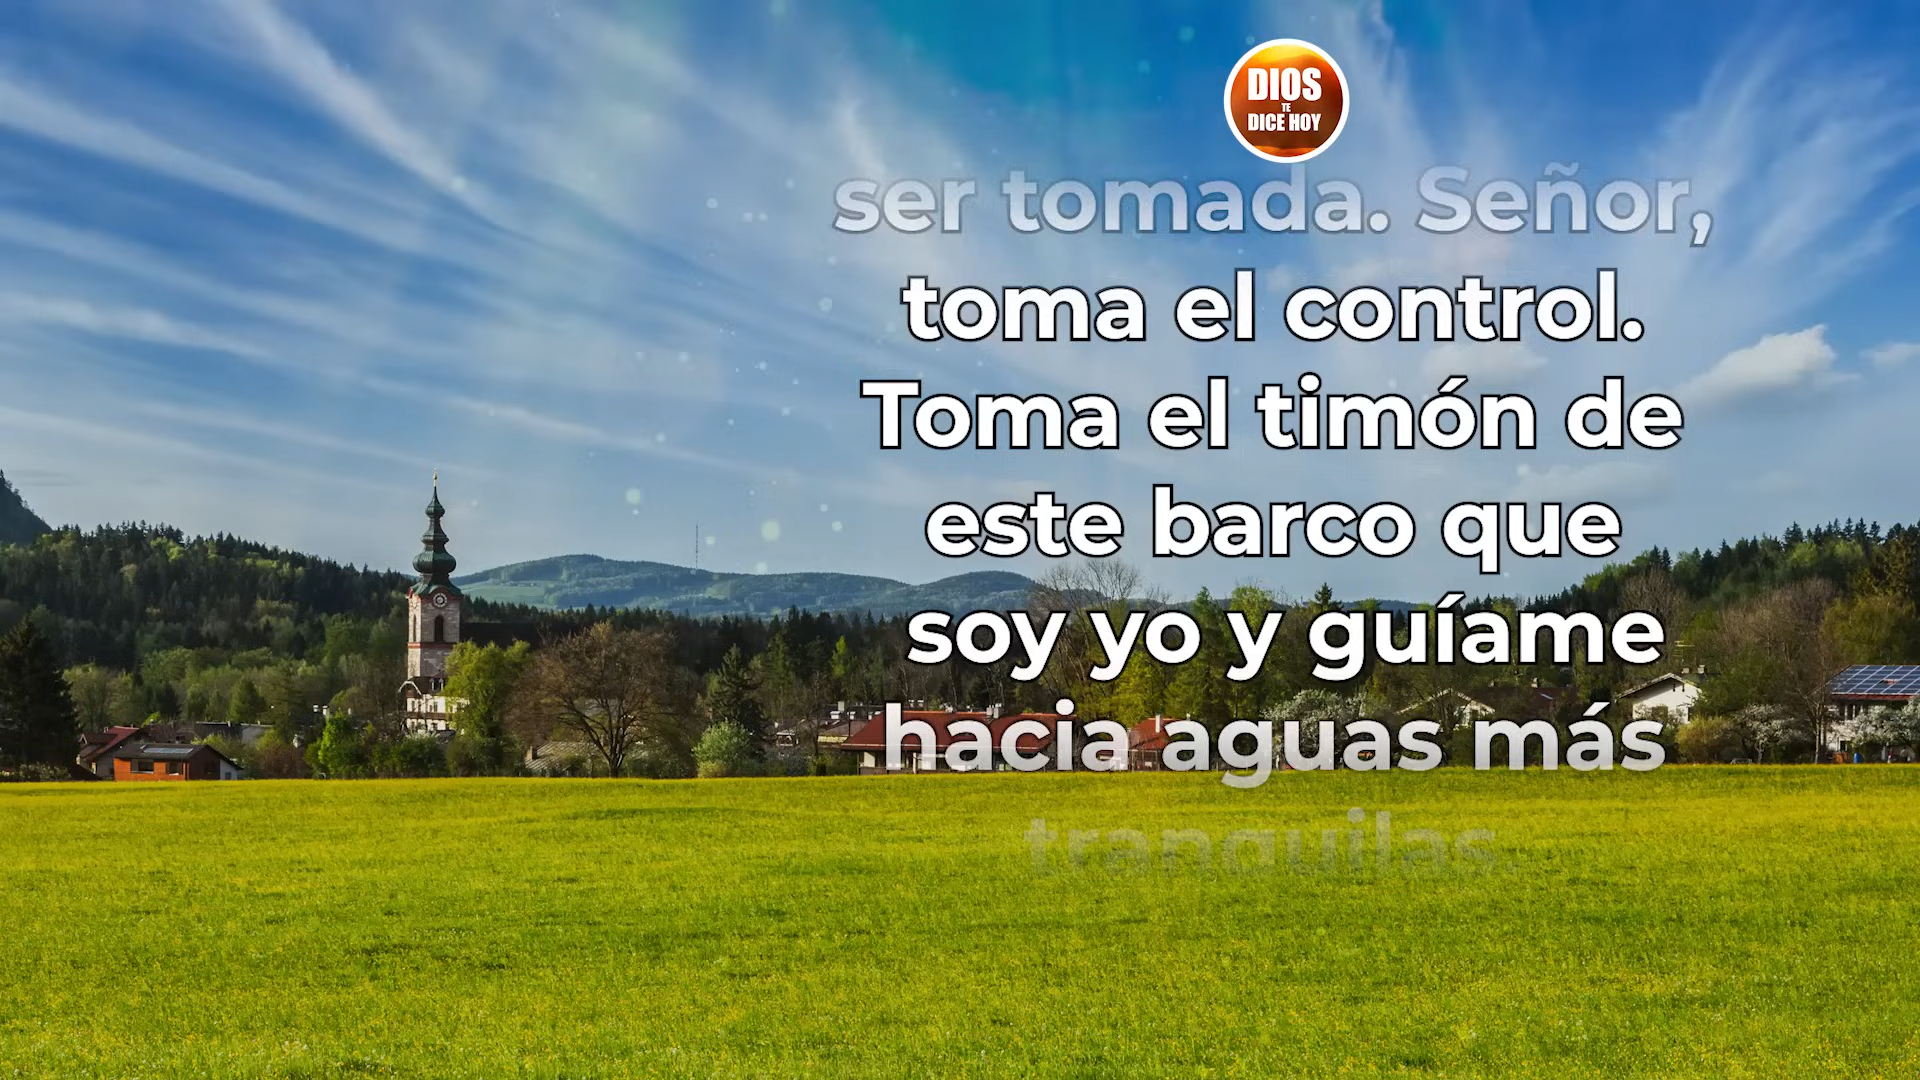 DIOS
TE
DICE HOY
ser tomada. Señor,
toma el control.
Toma el timón de
este barco que
soy yo y guíame
hacia aguas más
tranquilas.